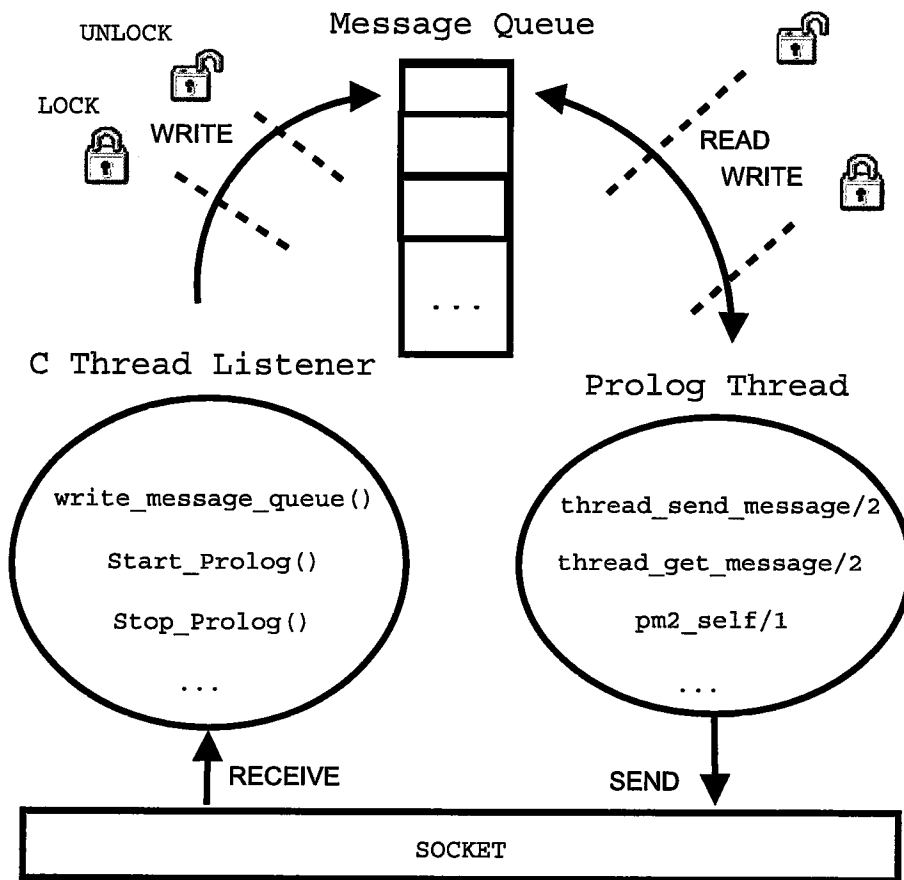 Message Queue
UNLOCK
LOCK
WRITE
READ
WRITE
...
C Thread Listener
Prolog Thread
write_message_queue()
Start_Prolog()
Stop_Prolog()
...
thread_send_message/2
thread_get_message/2
pm2_self/1
...
RECEIVE
SEND
SOCKET